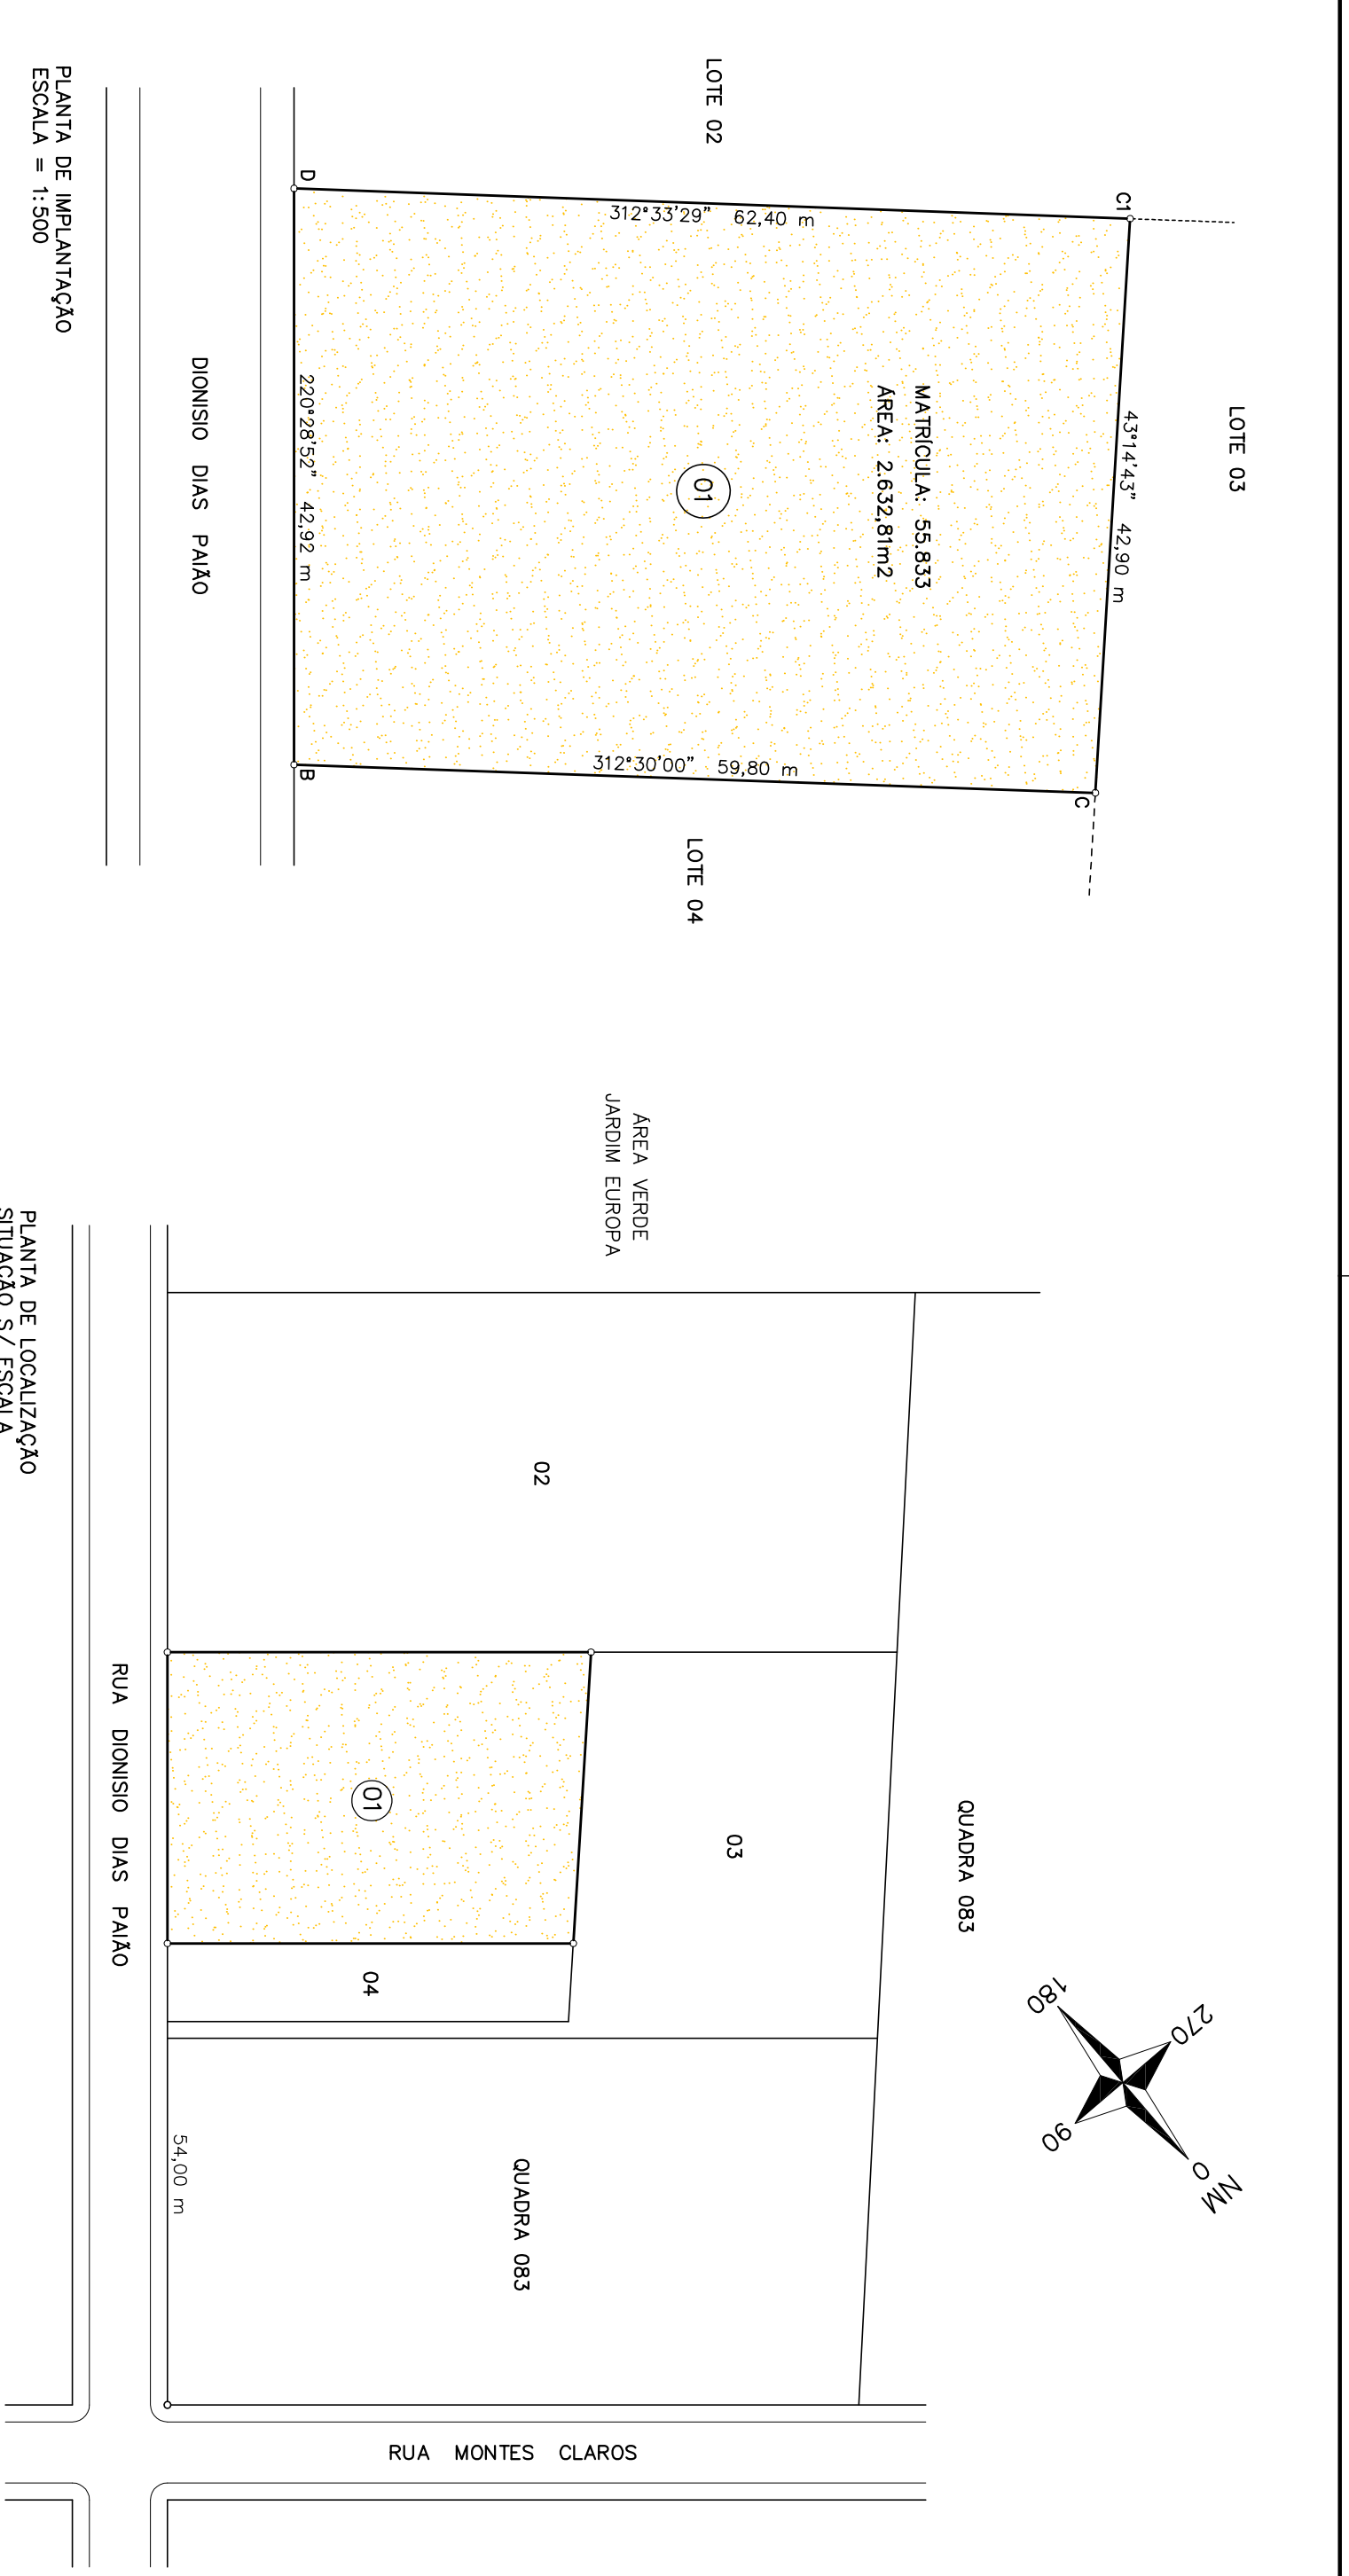 LOTE 03
C1
43°14'43" 42,90 m
C
LOTE 02
312°33'29" 62,40 m
MATRÍCULA: 55.833
ÁREA: 2.632,81m2
01
312°30'00" 59,80 m
LOTE 04
D
220°28'52" 42,92 m
B
DIONISIO DIAS PAIÃO
PLANTA DE IMPLANTAÇÃO
ESCALA = 1:500
NM
0
270
180
90
QUADRA 083
ÁREA VERDE
JARDIM EUROPA
02
03
01
04
QUADRA 083
54,00 m
RUA MONTES CLAROS
RUA DIONISIO DIAS PAIÃO
PLANTA DE LOCALIZAÇÃO
SITUAÇÃO S/ ESCALA